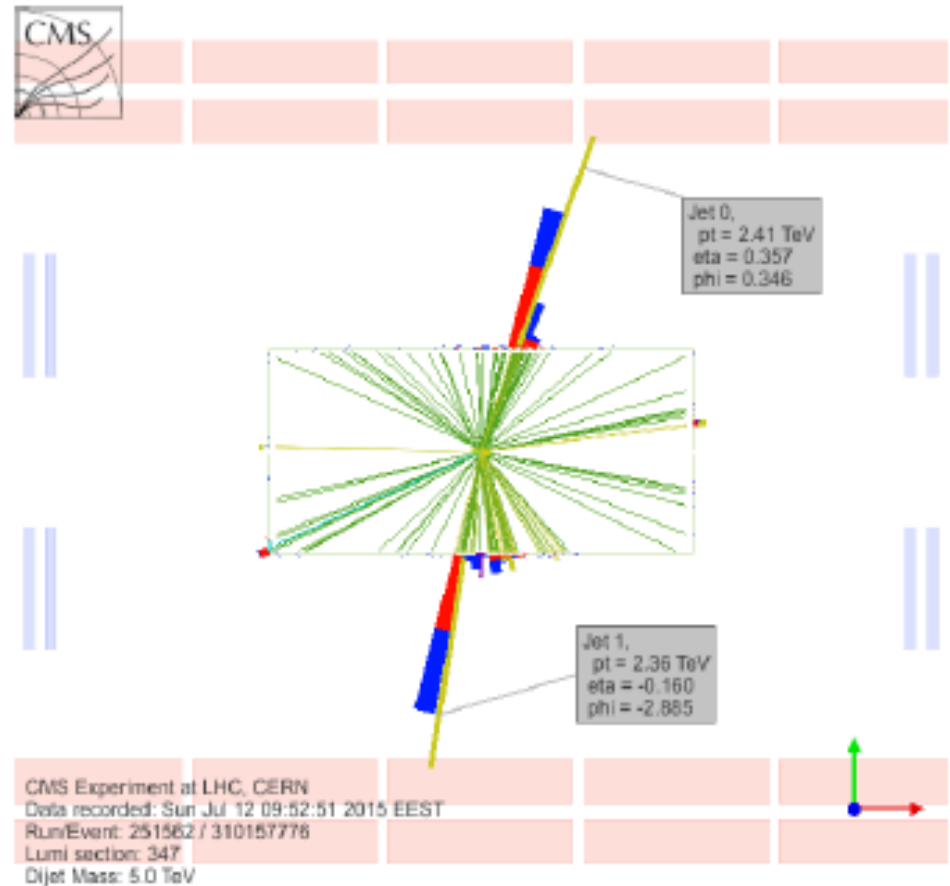 CMS
Jet 0,
pt = 2.41 TeV
eta = 0.357
phi = 0.346
Jet 1,
pt = 2.36 TeV
eta = -0.160
phi = -2.885
CMS Experiment at LHC, CERN
Data recorded: Sun Jul 12 09:52:51 2015 EEST
Run/Event: 251562 / 310157776
Lumi section: 347
Dijet Mass: 5.0 TeV